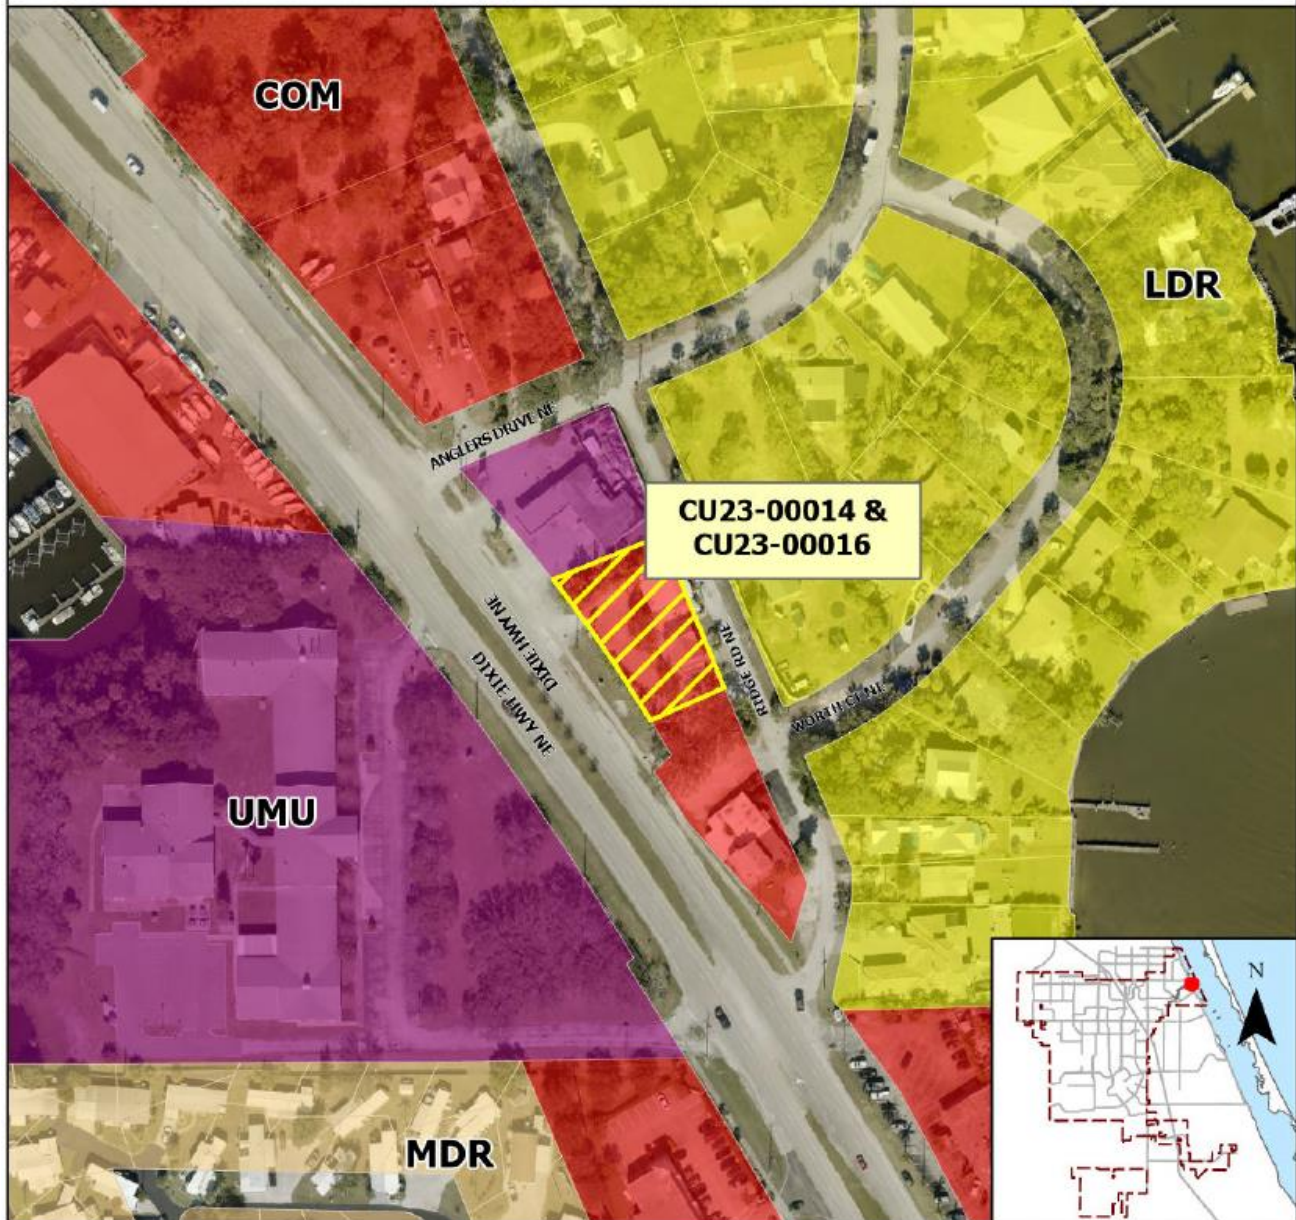 COM
LDR
ANGLERS DRIVE NE
CU23-00014 &
CU23-00016
DIXIE HWY NE
DIXIE HWY NE
RIDGE RD NE
WORTH CT NE
UMU
N
MDR